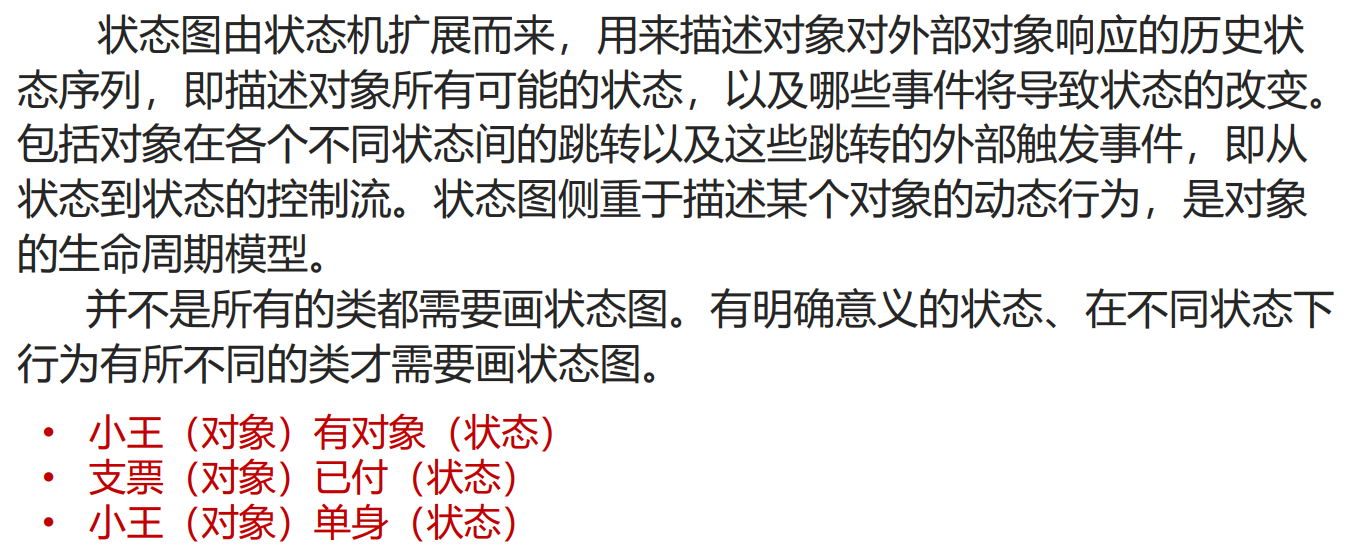 状态图由状态机扩展而来，用来描述对象对外部对象响应的历史状
态序列，即描述对象所有可能的状态，以及哪些事件将导致状态的改变。
包括对象在各个不同状态间的跳转以及这些跳转的外部触发事件，即从
状态到状态的控制流。状态图侧重于描述某个对象的动态行为，是对象
的生命周期模型。
并不是所有的类都需要画状态图。有明确意义的状态、在不同状态下
行为有所不同的类才需要画状态图。
• 小王（对象）有对象（状态）
• 支票（对象）已付（状态）
• 小王（对象）单身（状态）